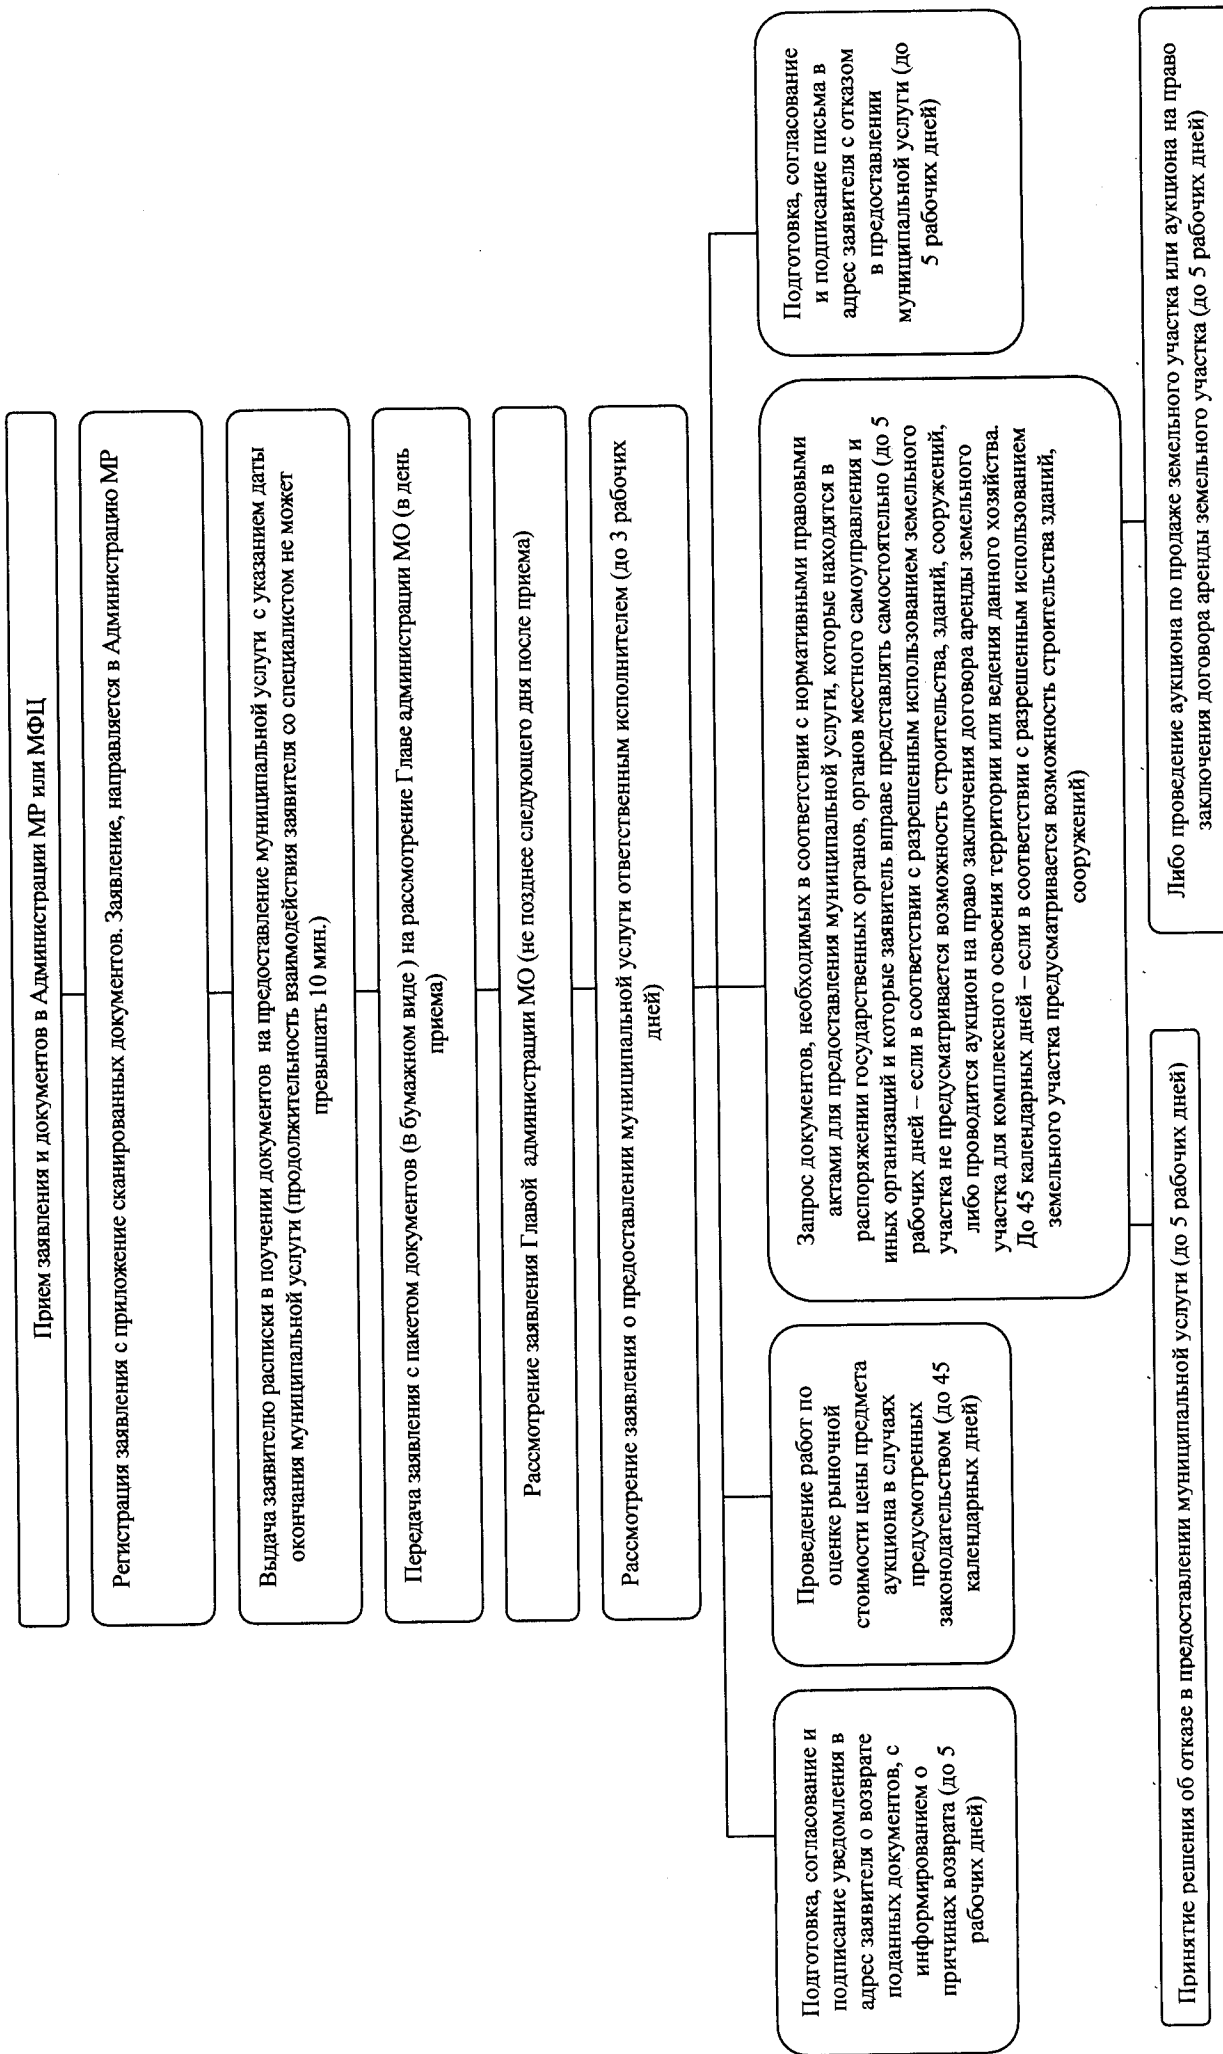 Прием заявления и документов в Администрации МР или МФЦ
Регистрация заявления с приложение сканированных документов. Заявление, направляется в Администрацию МР
Выдача заявителю расписки в поучении документов на предоставление муниципальной услуги с указанием даты
окончания муниципальной услуги (продолжительность взаимодействия заявителя со специалистом не может
превышать 10 мин.)
Передача заявления с пакетом документов (в бумажном виде ) на рассмотрение Главе администрации МО (в день
приема)
Рассмотрение заявления Главой администрации МО (не позднее следующего дня после приема)
Рассмотрение заявления о предоставлении муниципальной услуги ответственным исполнителем (до 3 рабочих
дней)
Подготовка, согласование и
подписание уведомления в
адрес заявителя о возврате
поданных документов, с
информированием о
причинах возврата (до 5
рабочих дней)
Проведение работ по
оценке рыночной
стоимости цены предмета
аукциона в случаях
предусмотренных
законодательством (до 45
календарных дней)
Запрос документов, необходимых в соответствии с нормативными правовыми
актами для предоставления муниципальной услуги, которые находятся в
распоряжении государственных органов, органов местного самоуправления и
иных организаций и которые заявитель вправе представлять самостоятельно (до 5
рабочих дней – если в соответствии с разрешенным использованием земельного
участка не предусматривается возможность строительства, зданий, сооружений,
либо проводится аукцион на право заключения договора аренды земельного
участка для комплексного освоения территории или ведения данного хозяйства.
До 45 календарных дней – если в соответствии с разрешенным использованием
земельного участка предусматривается возможность строительства зданий,
сооружений)
Подготовка, согласование
и подписание письма в
адрес заявителя с отказом
в предоставлении
муниципальной услуги (до
5 рабочих дней)
Принятие решения об отказе в предоставлении муниципальной услуги (до 5 рабочих дней)
Либо проведение аукциона по продаже земельного участка или аукциона на право
заключения договора аренды земельного участка (до 5 рабочих дней)